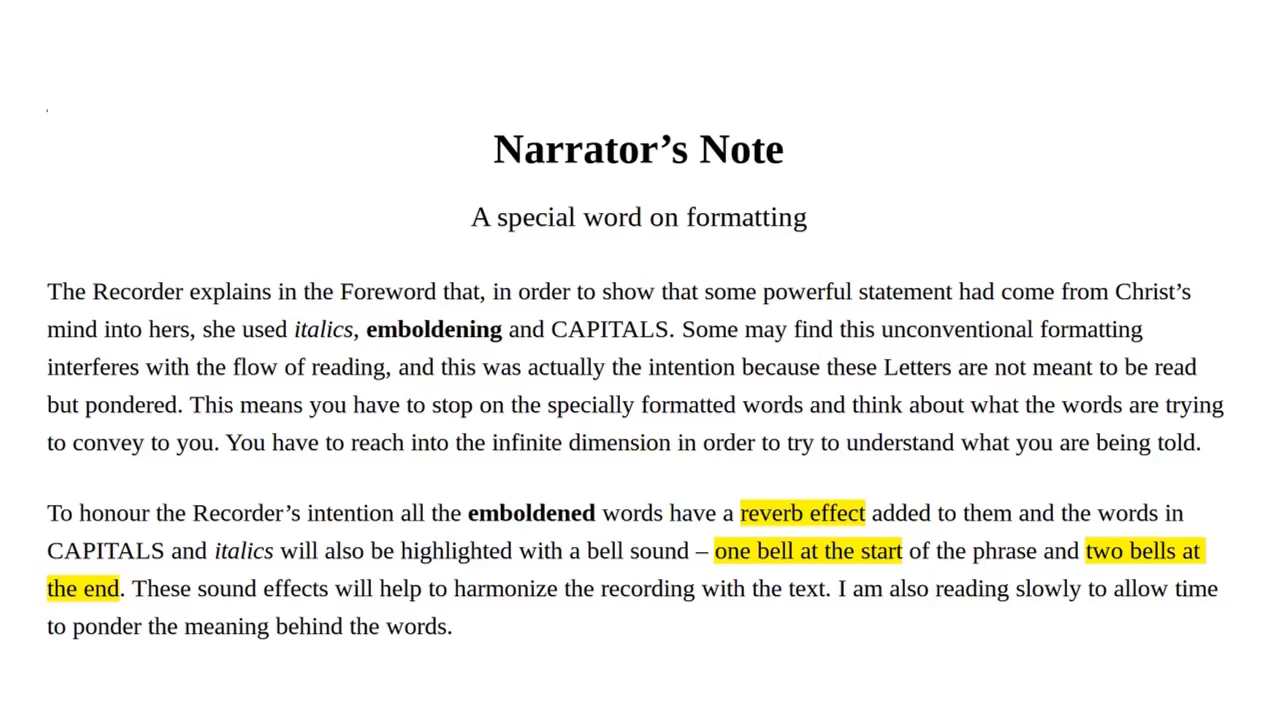 Narrator’s Note
A special word on formatting
The Recorder explains in the Foreword that, in order to show that some powerful statement had come from Christ’s
mind into hers, she used italics, emboldening and CAPITALS. Some may find this unconventional formatting
interferes with the flow of reading, and this was actually the intention because these Letters are not meant to be read
but pondered. This means you have to stop on the specially formatted words and think about what the words are trying
to convey to you. You have to reach into the infinite dimension in order to try to understand what you are being told.
To honour the Recorder’s intention all the emboldened words have a reverb effect added to them and the words in
CAPITALS and italics will also be highlighted with a bell sound – one bell at the start of the phrase and two bells at
the end. These sound effects will help to harmonize the recording with the text. I am also reading slowly to allow time
to ponder the meaning behind the words.